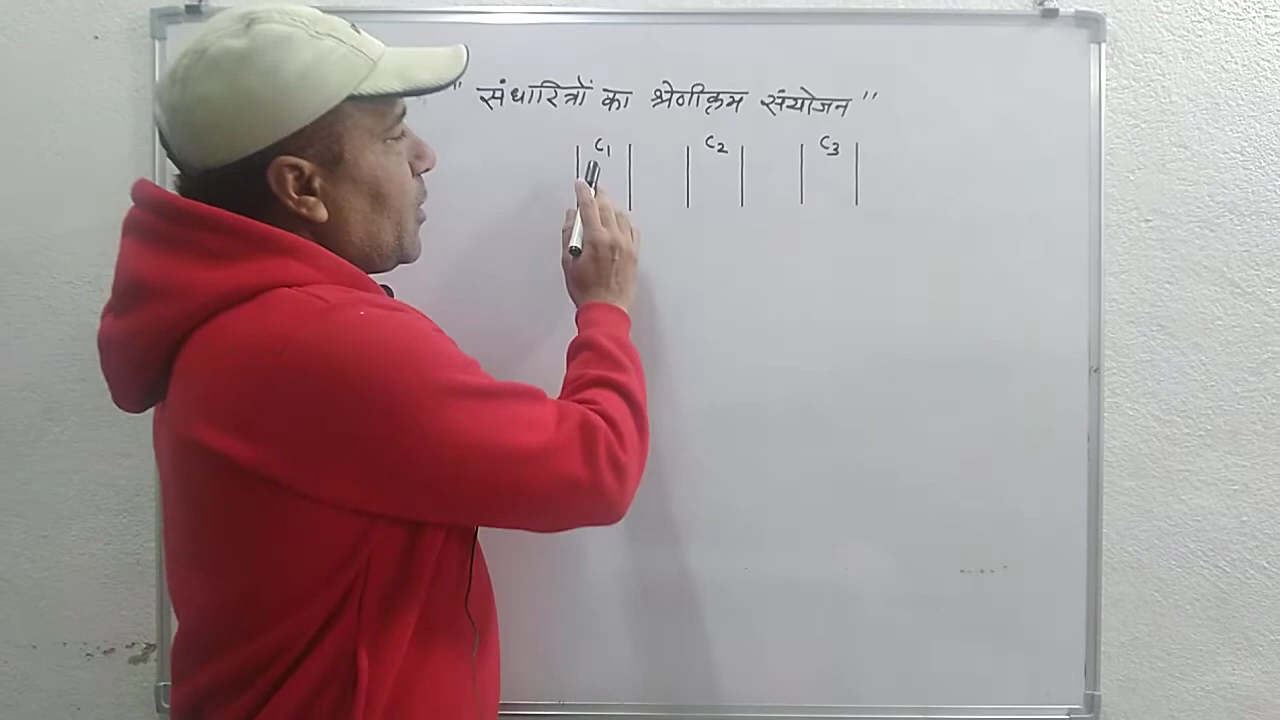 " संधारित्रों का श्रेणीक्रम संयोजन "
C₁ C₂ C₃